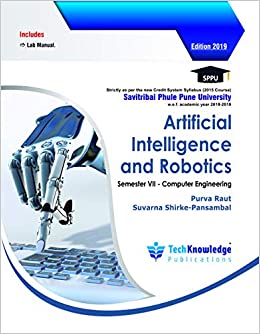 Includes
Lab Manual.
Edition 2019
SPPU
Strictly as per the new Credit System Syllabus (2015 Course)
Savitribai Phule Pune University
w.e.f. academic year 2018-2019
Artificial
Intelligence
and Robotics
Semester VII - Computer Engineering
Purva Raut
Suvarna Shirke-Pansambal
TechKnowledge
Publications